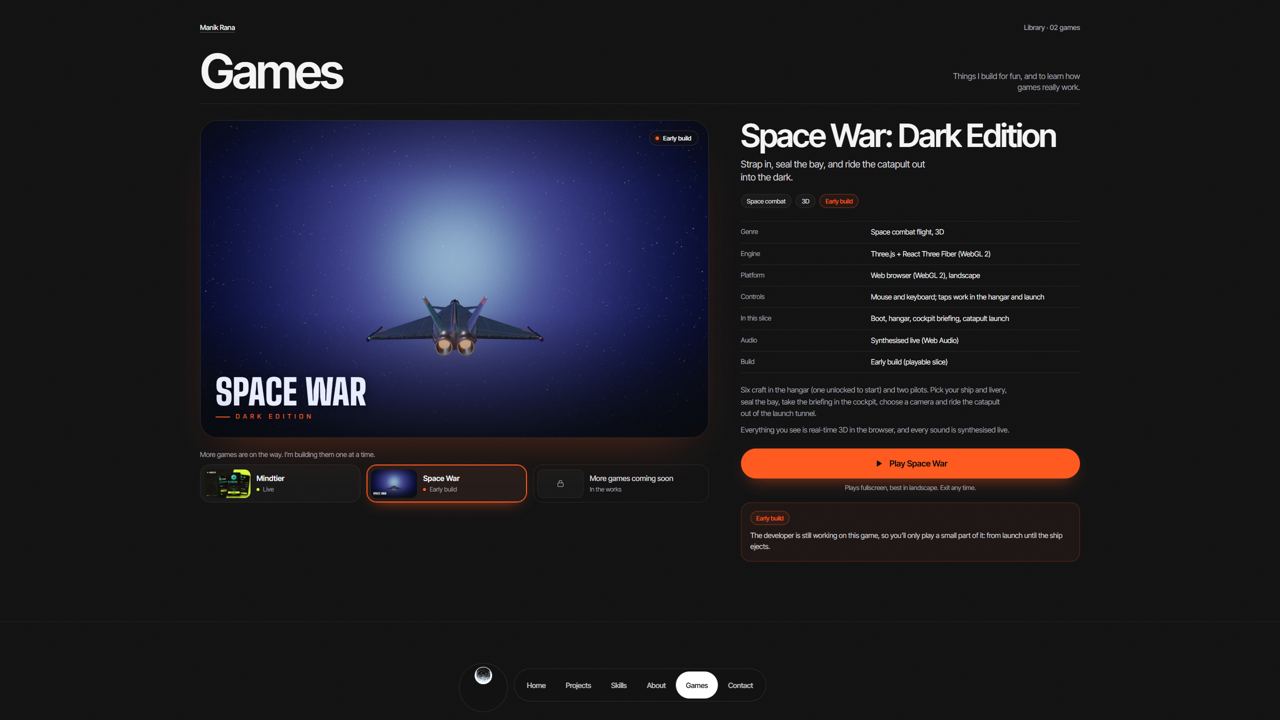 Manik Rana
Library · 02 games
Games
Things I build for fun, and to learn how
games really work.
Early build
SPACE WAR
DARK EDITION
More games are on the way. I'm building them one at a time.
Mindtier
Live
SPACE WAR
Space War
Early build
More games coming soon
In the works
Space War: Dark Edition
Strap in, seal the bay, and ride the catapult out
into the dark.
Space combat
3D
Early build
Genre
Space combat flight, 3D
Engine
Three.js + React Three Fiber (WebGL 2)
Platform
Web browser (WebGL 2), landscape
Controls
Mouse and keyboard; taps work in the hangar and launch
In this slice
Boot, hangar, cockpit briefing, catapult launch
Audio
Synthesised live (Web Audio)
Build
Early build (playable slice)
Six craft in the hangar (one unlocked to start) and two pilots. Pick your ship and livery,
seal the bay, take the briefing in the cockpit, choose a camera and ride the catapult
out of the launch tunnel.
Everything you see is real-time 3D in the browser, and every sound is synthesised live.
Play Space War
Plays fullscreen, best in landscape. Exit any time.
Early build
The developer is still working on this game, so you'll only play a small part of it: from launch until the ship
ejects.
Home
Projects
Skills
About
Games
Contact